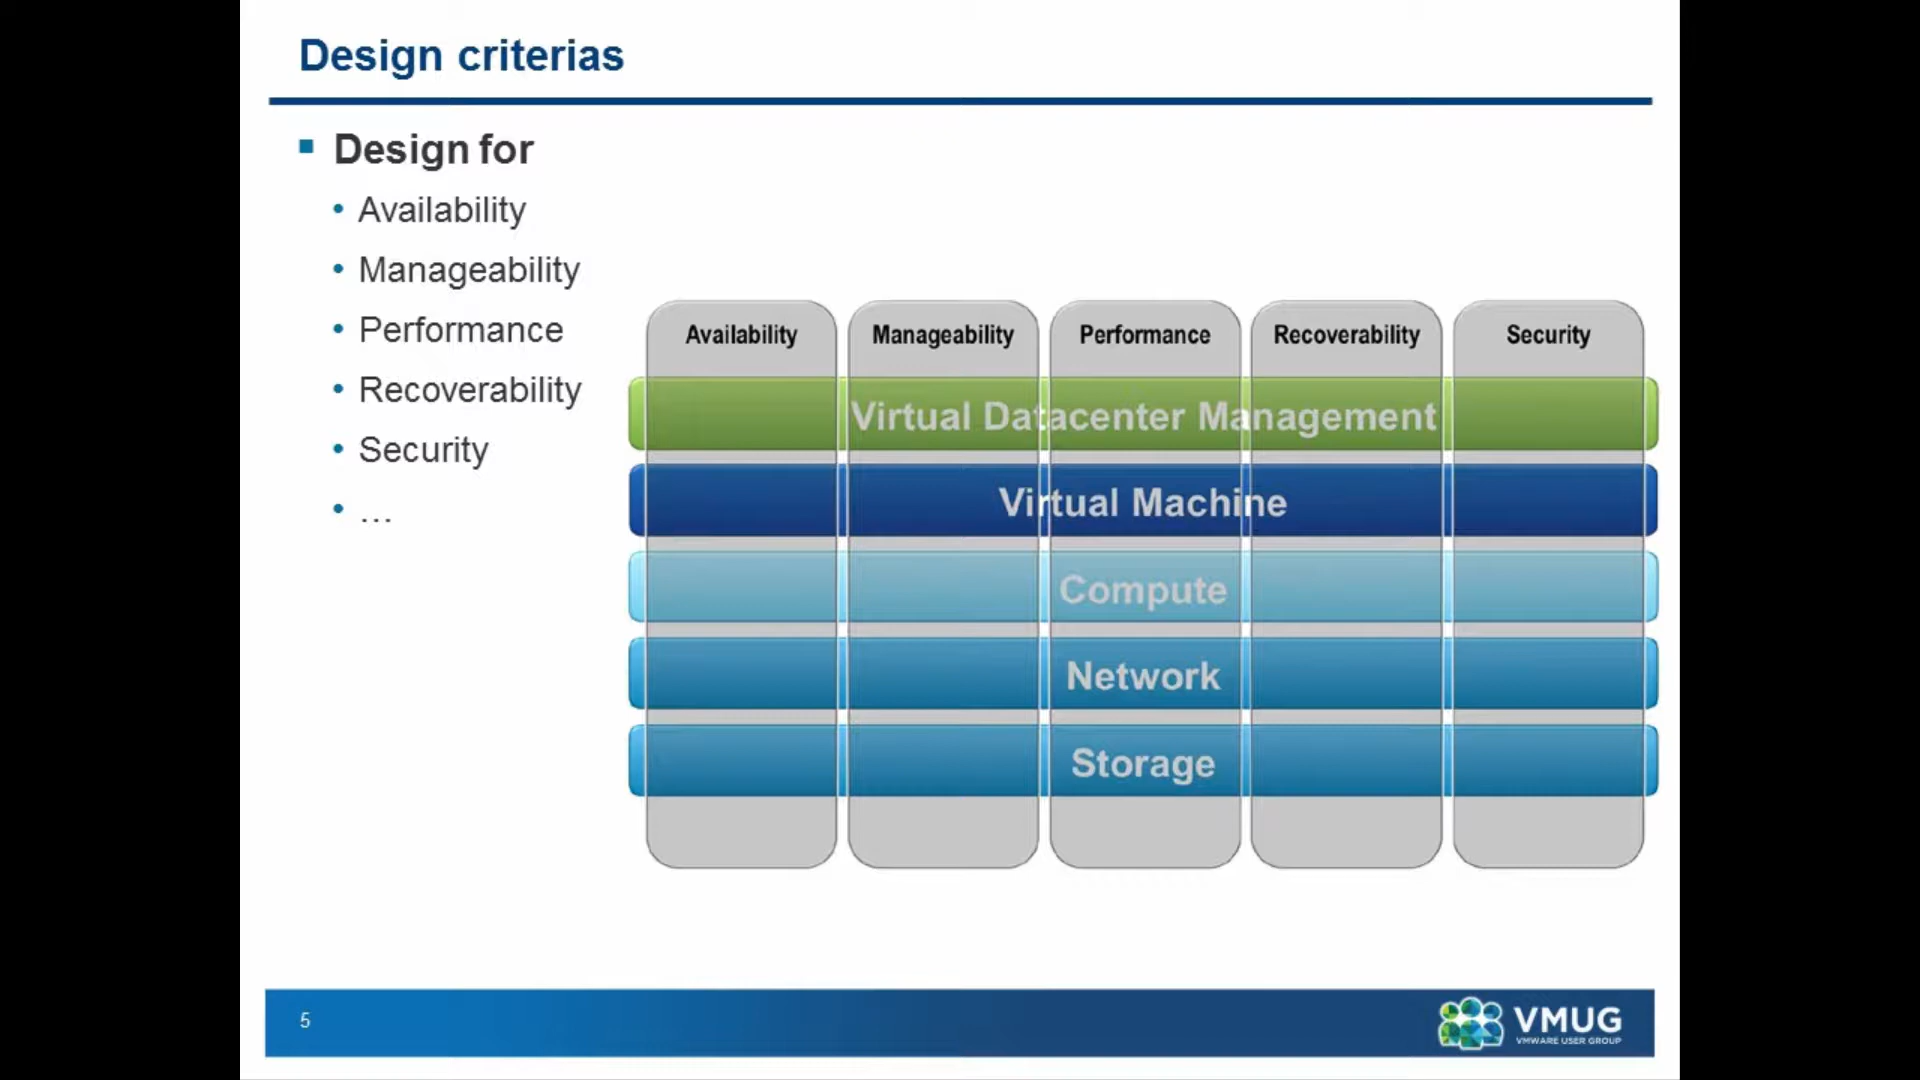 Design criterias
Design for
Availability
Manageability
Performance
Recoverability
Security
...
Availability Manageability Performance Recoverability Security
Virtual Datacenter Management
Virtual Machine
Compute
Network
Storage
5
VMUG
VMWARE USER GROUP